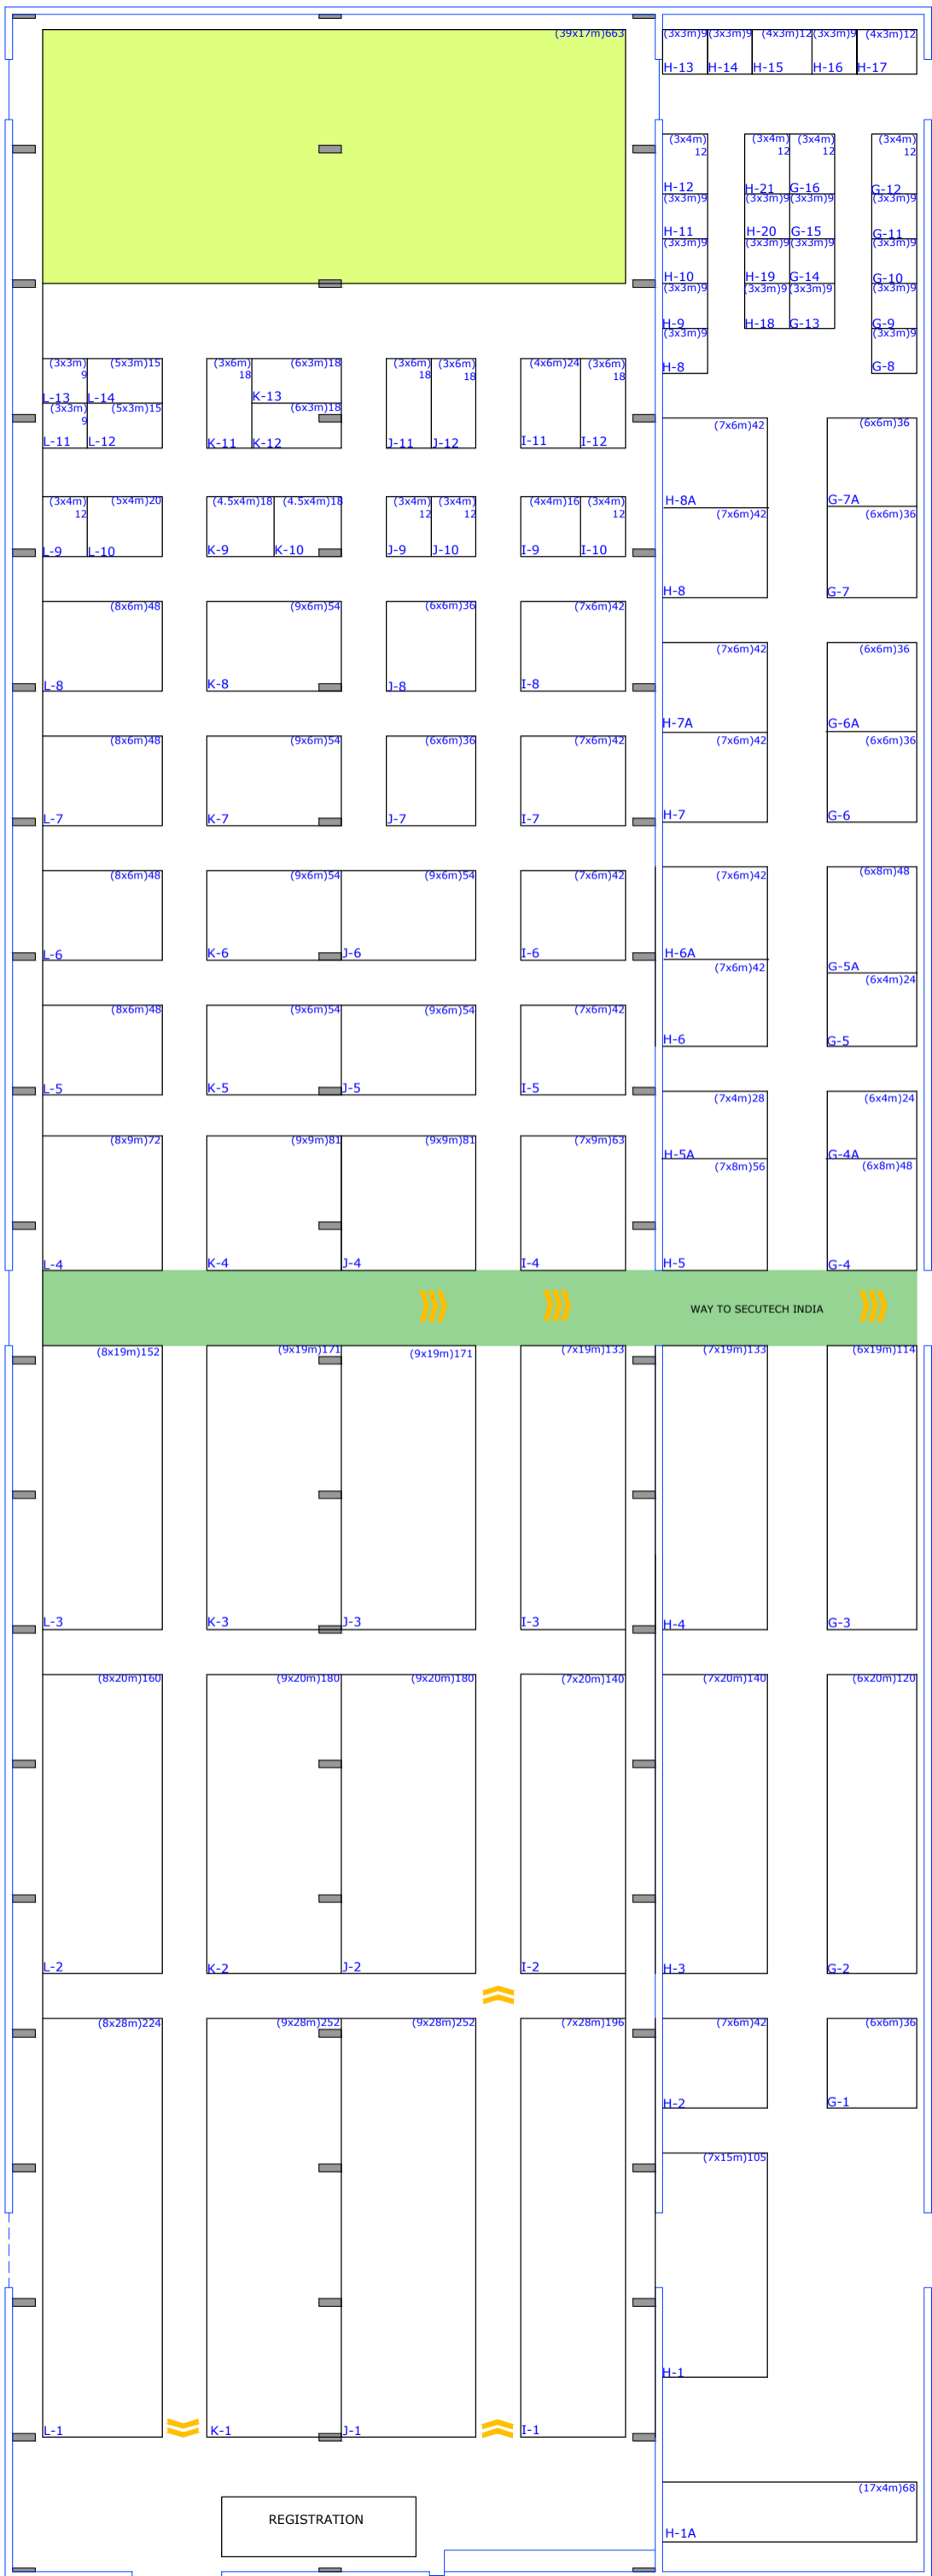 (39x17m)663
(3x3m)9
(3x3m)9
(4x3m)12
(3x3m)9
(4x3m)12
H-13
H-14
H-15
H-16
H-17
(3x4m)
12
(3x4m)
12
(3x4m)
12
(3x4m)
12
H-12
H-21
G-16
G-12
(3x3m)9
(3x3m)9
(3x3m)9
(3x3m)9
H-11
H-20
G-15
G-11
(3x3m)9
(3x3m)9
(3x3m)9
(3x3m)9
H-10
H-19
G-14
G-10
(3x3m)9
(3x3m)9
(3x3m)9
(3x3m)9
H-9
H-18
G-13
G-9
(3x3m)9
(3x3m)9
H-8
G-8
(3x3m)
9
(5x3m)15
(3x6m)
18
(6x3m)18
(3x6m)
18
(3x6m)
18
(4x6m)24
(3x6m)
18
L-13
L-14
K-13
(3x3m)
9
(5x3m)15
(6x3m)18
L-11
L-12
K-11
K-12
J-11
J-12
I-11
I-12
(7x6m)42
(6x6m)36
H-8A
G-7A
(3x4m)
12
(5x4m)20
(4.5x4m)18
(4.5x4m)18
(3x4m)
12
(3x4m)
12
(4x4m)16
(3x4m)
12
(7x6m)42
(6x6m)36
L-9
L-10
K-9
K-10
J-9
J-10
I-9
I-10
H-8
G-7
(8x6m)48
(9x6m)54
(6x6m)36
(7x6m)42
L-8
K-8
J-8
I-8
(7x6m)42
(6x6m)36
H-7A
G-6A
(8x6m)48
(9x6m)54
(6x6m)36
(7x6m)42
(7x6m)42
(6x6m)36
L-7
K-7
J-7
I-7
H-7
G-6
(8x6m)48
(9x6m)54
(9x6m)54
(7x6m)42
(7x6m)42
(6x8m)48
L-6
K-6
J-6
I-6
H-6A
G-5A
(7x6m)42
(6x4m)24
(8x6m)48
(9x6m)54
(9x6m)54
(7x6m)42
H-6
G-5
L-5
K-5
J-5
I-5
(7x4m)28
(6x4m)24
(8x9m)72
(9x9m)81
(9x9m)81
(7x9m)63
H-5A
G-4A
(7x8m)56
(6x8m)48
L-4
K-4
J-4
I-4
H-5
G-4
WAY TO SECUTECH INDIA
(8x19m)152
(9x19m)171
(9x19m)171
(7x19m)133
(7x19m)133
(6x19m)114
L-3
K-3
J-3
I-3
H-4
G-3
(8x20m)160
(9x20m)180
(9x20m)180
(7x20m)140
(7x20m)140
(6x20m)120
L-2
K-2
J-2
I-2
H-3
G-2
(8x28m)224
(9x28m)252
(9x28m)252
(7x28m)196
(7x6m)42
(6x6m)36
H-2
G-1
(7x15m)105
H-1
L-1
K-1
J-1
I-1
(17x4m)68
REGISTRATION
H-1A